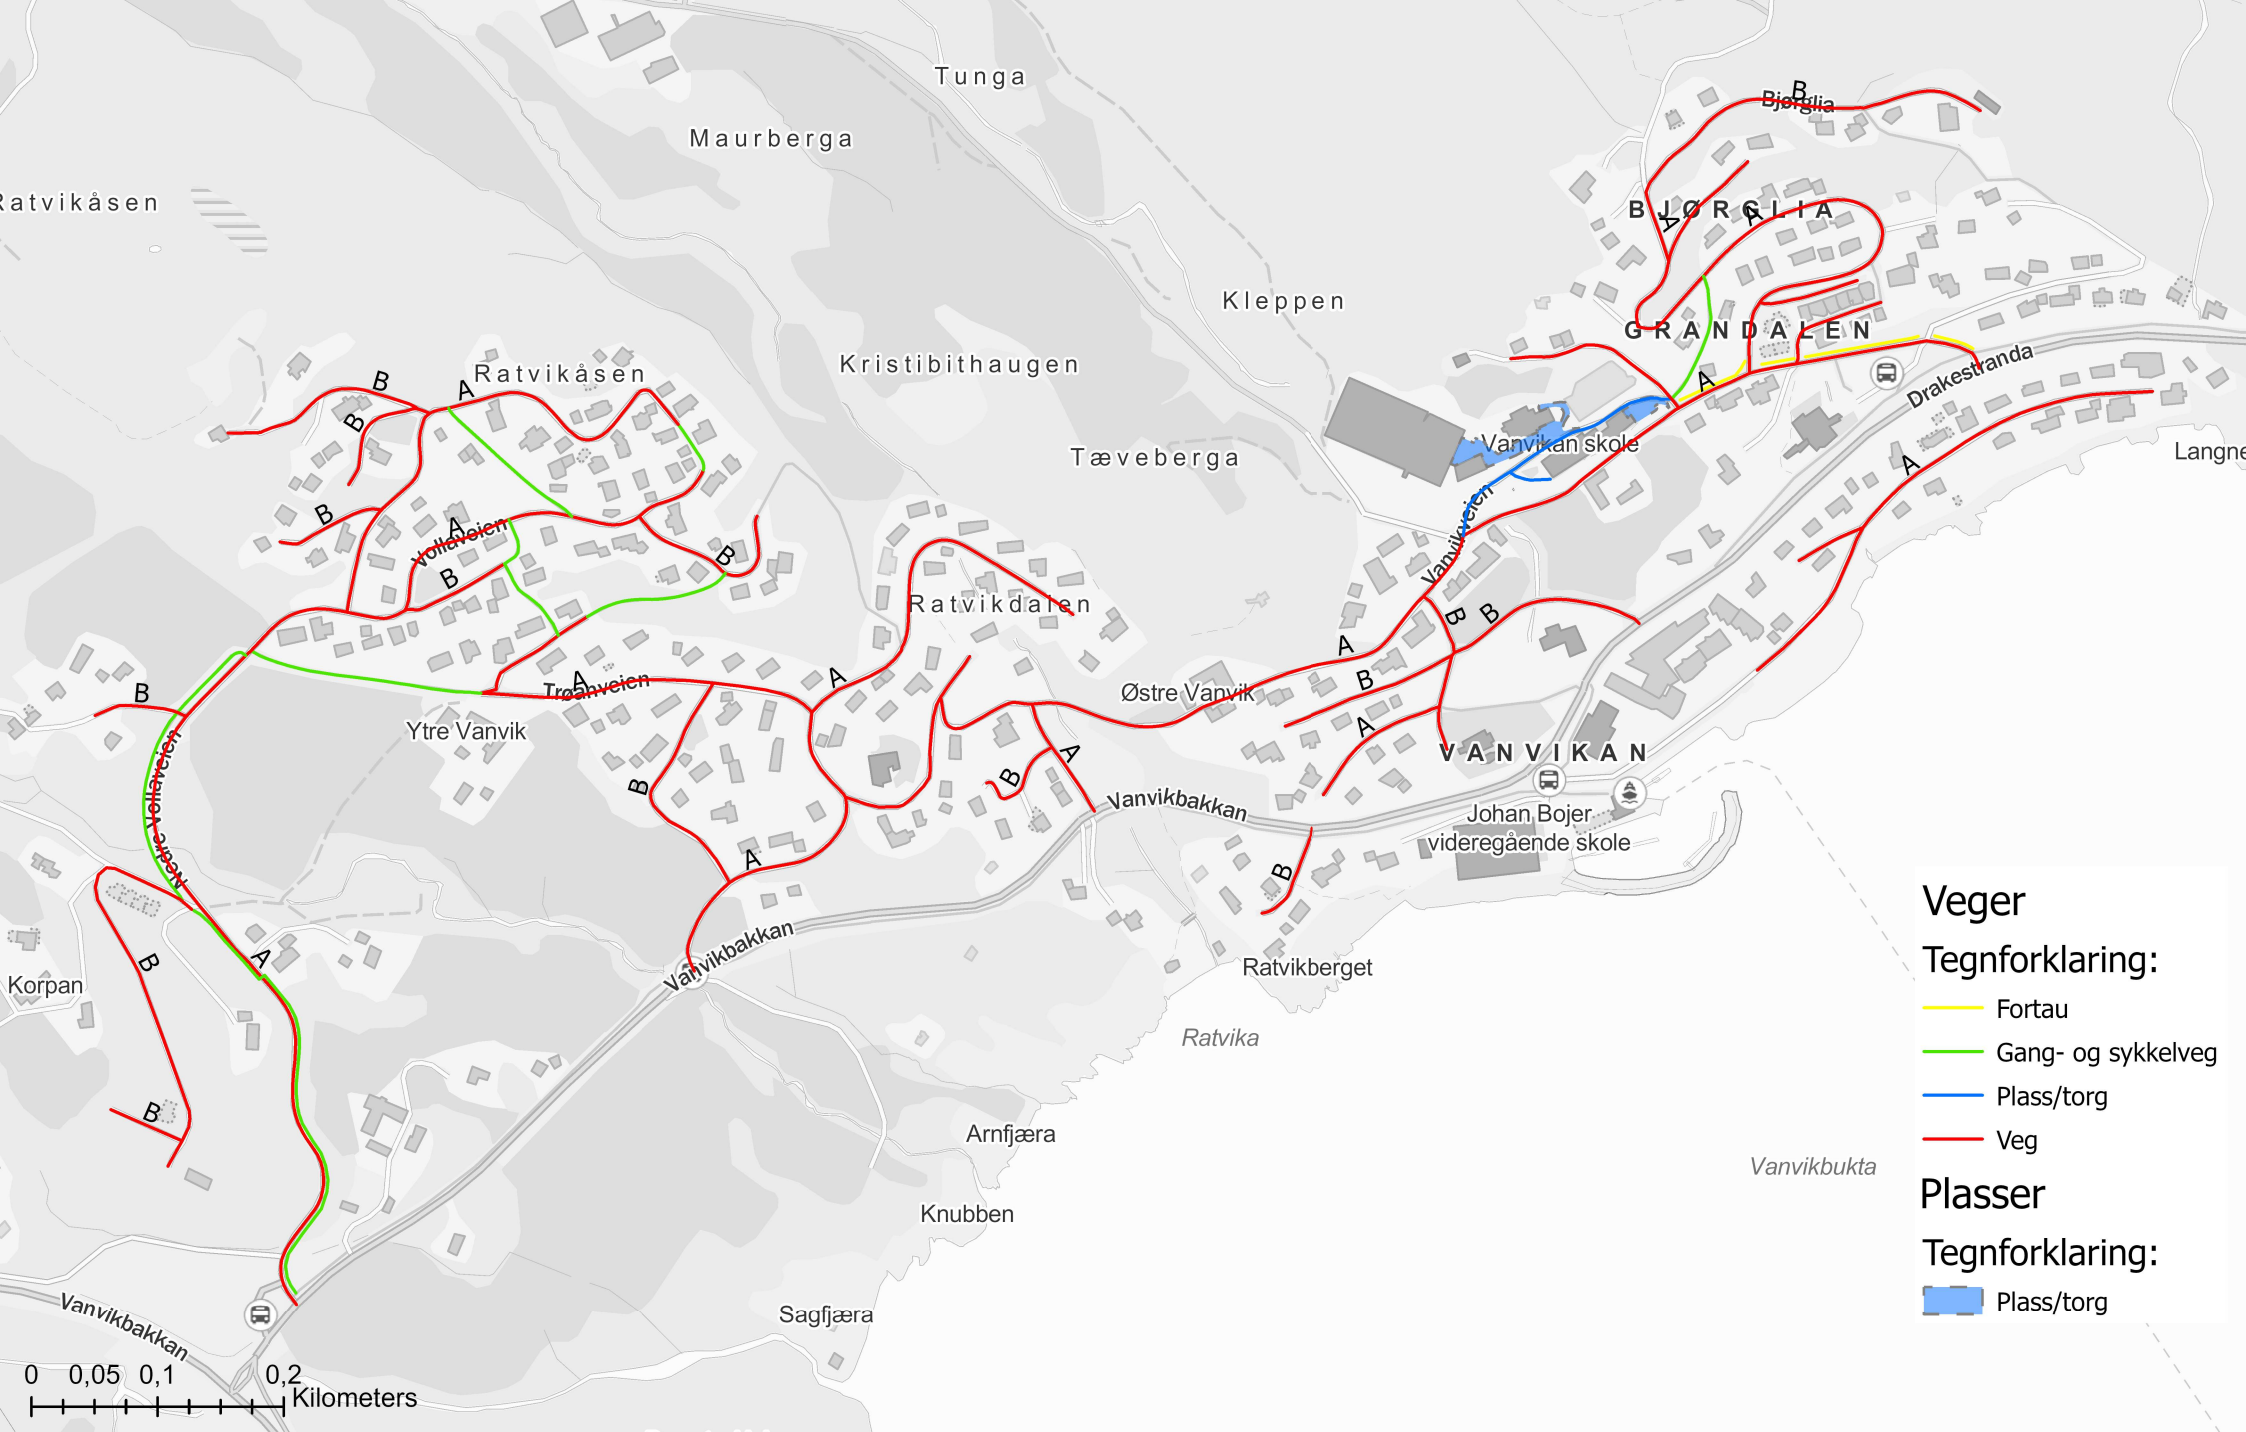 Tunga
B
Bjørglia
Maurberga
Ratvikåsen
BJØRGLIA
A
A
Kleppen
GRANDALEN
Kristibithaugen
Drakestranda
Ratvikåsen
B
A
A
B
Vanvikan skole
Langne
Tæveberga
A
B
Vanvikveien
A
Vollaveien
B
B
Ratvikdalen
B
B
A
Østre Vanvik
B
A
Trøahveien
A
B
Ytre Vanvik
A
VANVIKAN
A
B
B
Nedre Vollaveien
Vanvikbakkan
Johan Bojer
videregående skole
A
B
Vanvikbakkan
A
B
Korpan
Ratvikberget
Ratvika
B
Arnfjæra
Vanvikbukta
Knubben
Sagfjæra
Vanvikbakkan
Veger
Tegnforklaring:
Fortau
Gang- og sykkelveg
Plass/torg
Veg
Plasser
Tegnforklaring:
Plass/torg
0 0,05 0,1 0,2
Kilometers